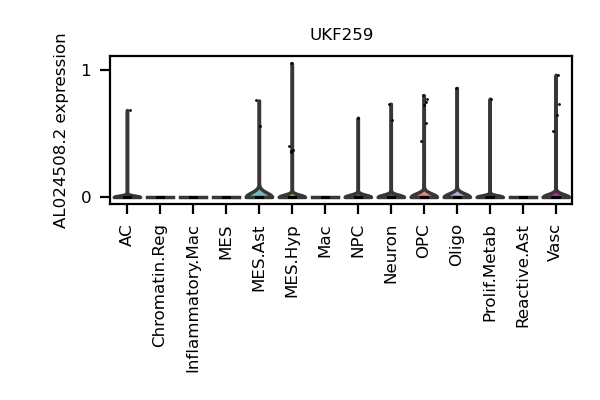 UKF259
AL024508.2 expression
1
0
AC
Chromatin.Reg
Inflammatory.Mac
MES
MES.Ast
MES.Hyp
Mac
NPC
Neuron
OPC
Oligo
Prolif.Metab
Reactive.Ast
Vasc